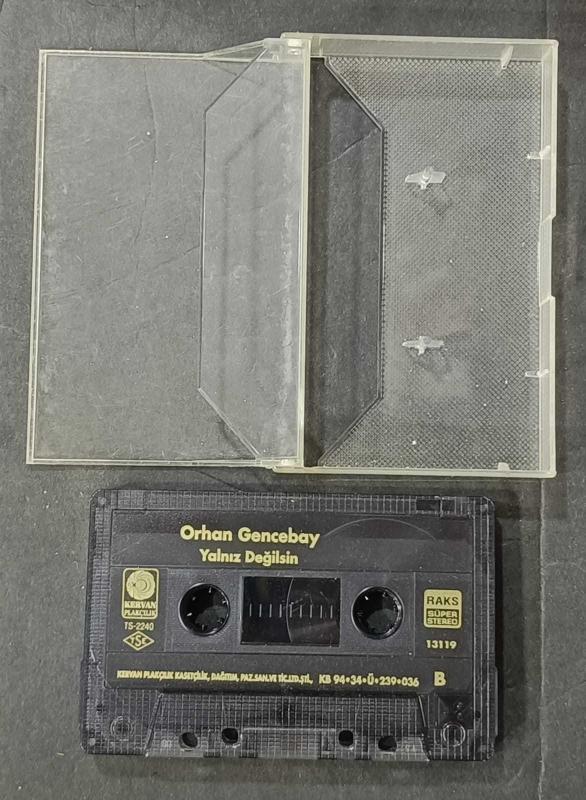 Orhan Gencebay
Yalnız Değilsin
KERVAN
PLAKÇILIK
TS-2240
TSE
RAKS
SÜPER
STEREO
13119
KERVAN PLAKÇILIK KASETÇİLİK, DAĞITIM, PAZ.SAN.VE TİC.LTD.ŞTİ., KB 94•34•Ü•239•036 B